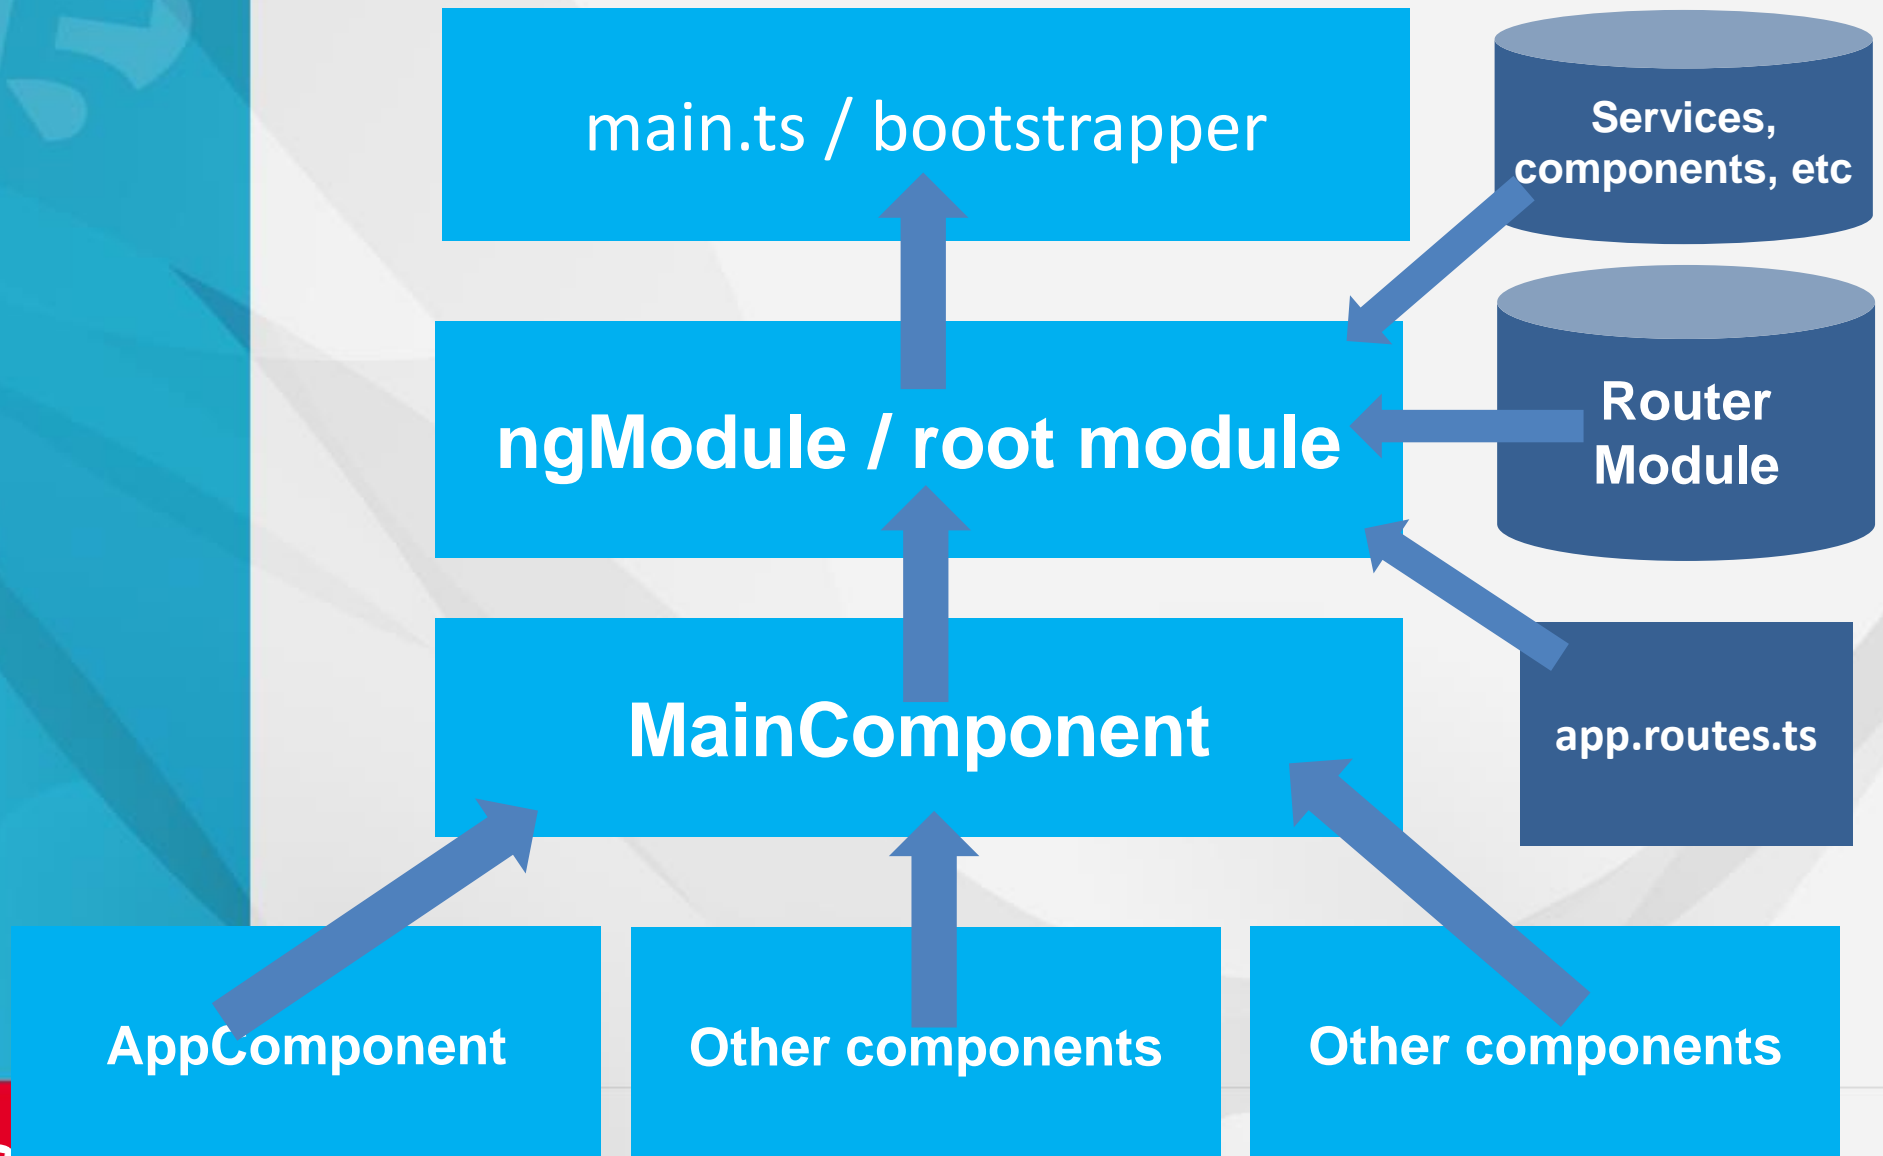 main.ts / bootstrapper
Services,
components, etc
ngModule / root module
Router
Module
MainComponent
app.routes.ts
AppComponent
Other components
Other components